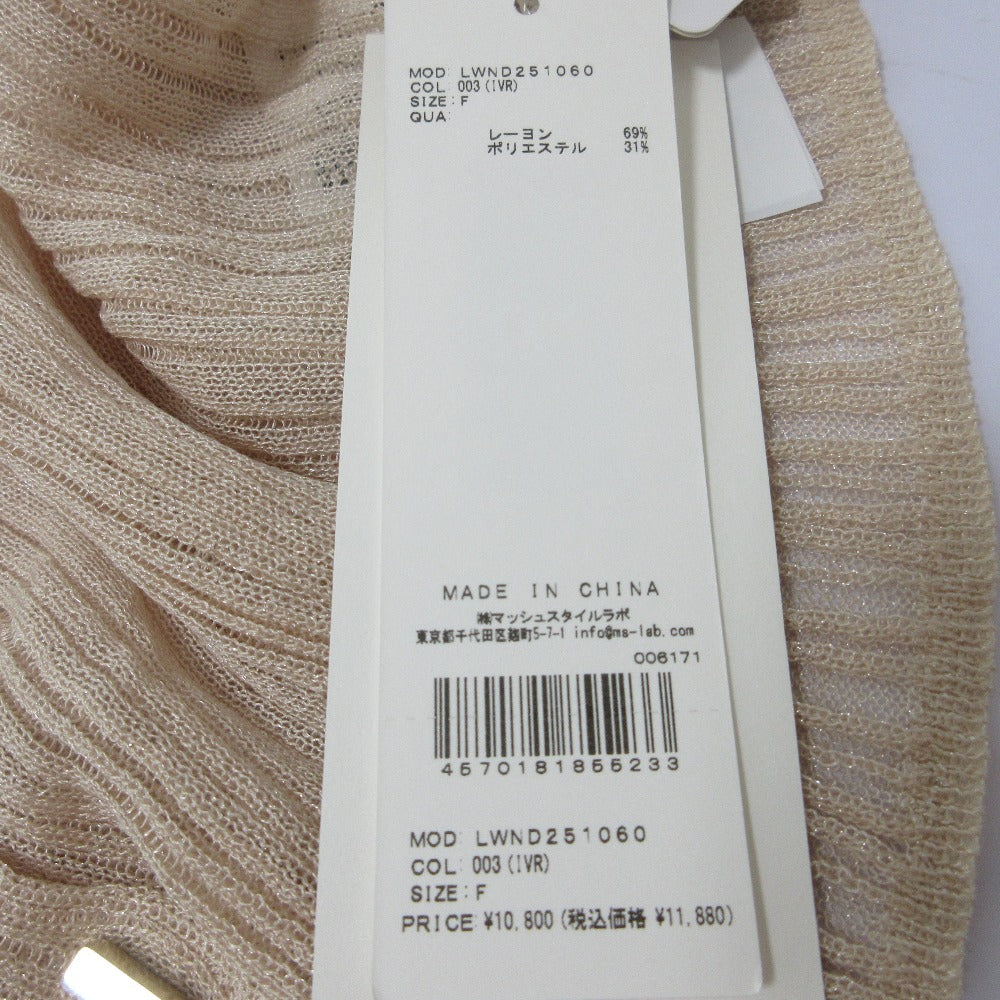 MOD: LWND251060
COL: 003(IVR)
SIZE: F
QUA:
レーヨン 69%
ポリエステル 31%
MADE IN CHINA
㈱マッシュスタイルラボ
東京都千代田区麹町5-7-1 info@ms-lab.com
006171
4570181855233
MOD: LWND251060
COL: 003(IVR)
SIZE: F
PRICE: ¥10,800(税込価格 ¥11,880)